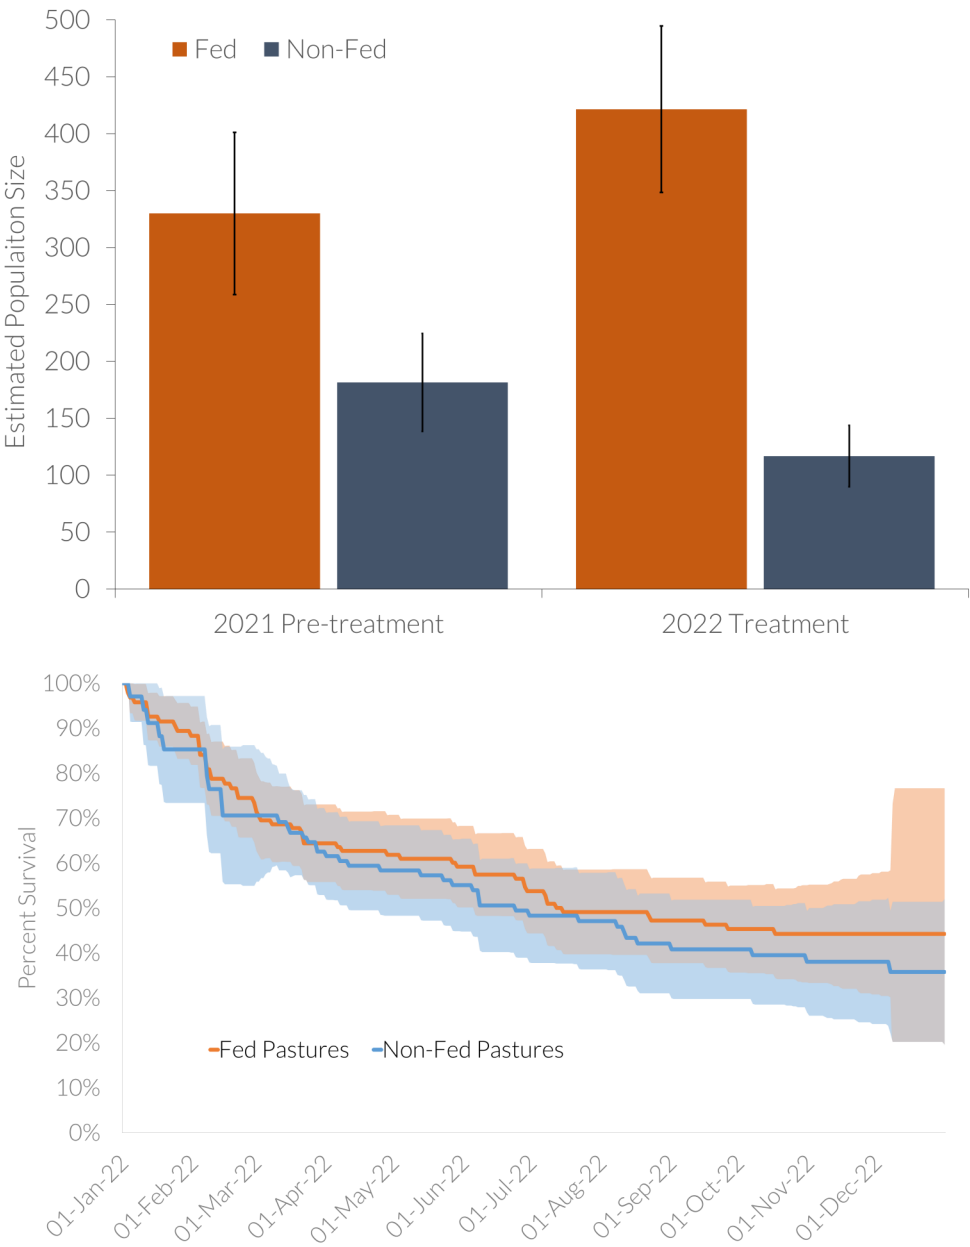 500
Fed
Non-Fed
450
400
350
300
250
200
150
100
50
0
Estimated Populaiton Size
2021 Pre-treatment
2022 Treatment
100%
90%
80%
70%
60%
50%
40%
30%
20%
10%
0%
Percent Survival
Fed Pastures
Non-Fed Pastures
01-Jan-22
01-Feb-22
01-Mar-22
01-Apr-22
01-May-22
01-Jun-22
01-Jul-22
01-Aug-22
01-Sep-22
01-Oct-22
01-Nov-22
01-Dec-22